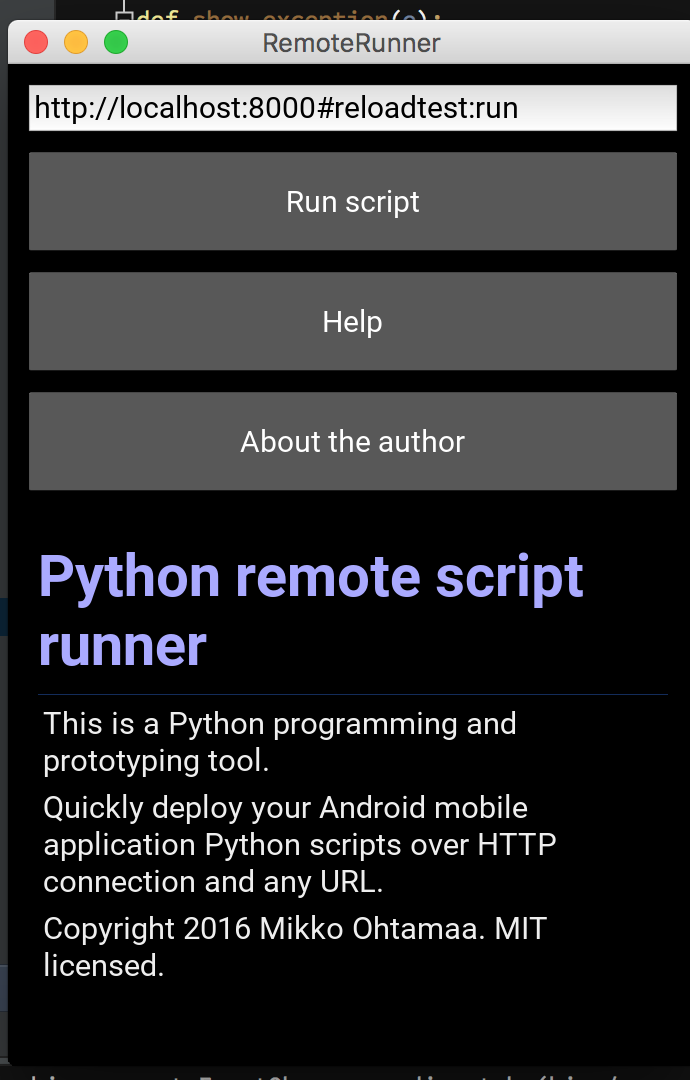 def show_exception(e):
RemoteRunner
http://localhost:8000#reloadtest:run
Run script
Help
About the author
Python remote script
runner
This is a Python programming and
prototyping tool.
Quickly deploy your Android mobile
application Python scripts over HTTP
connection and any URL.
Copyright 2016 Mikko Ohtamaa. MIT
licensed.